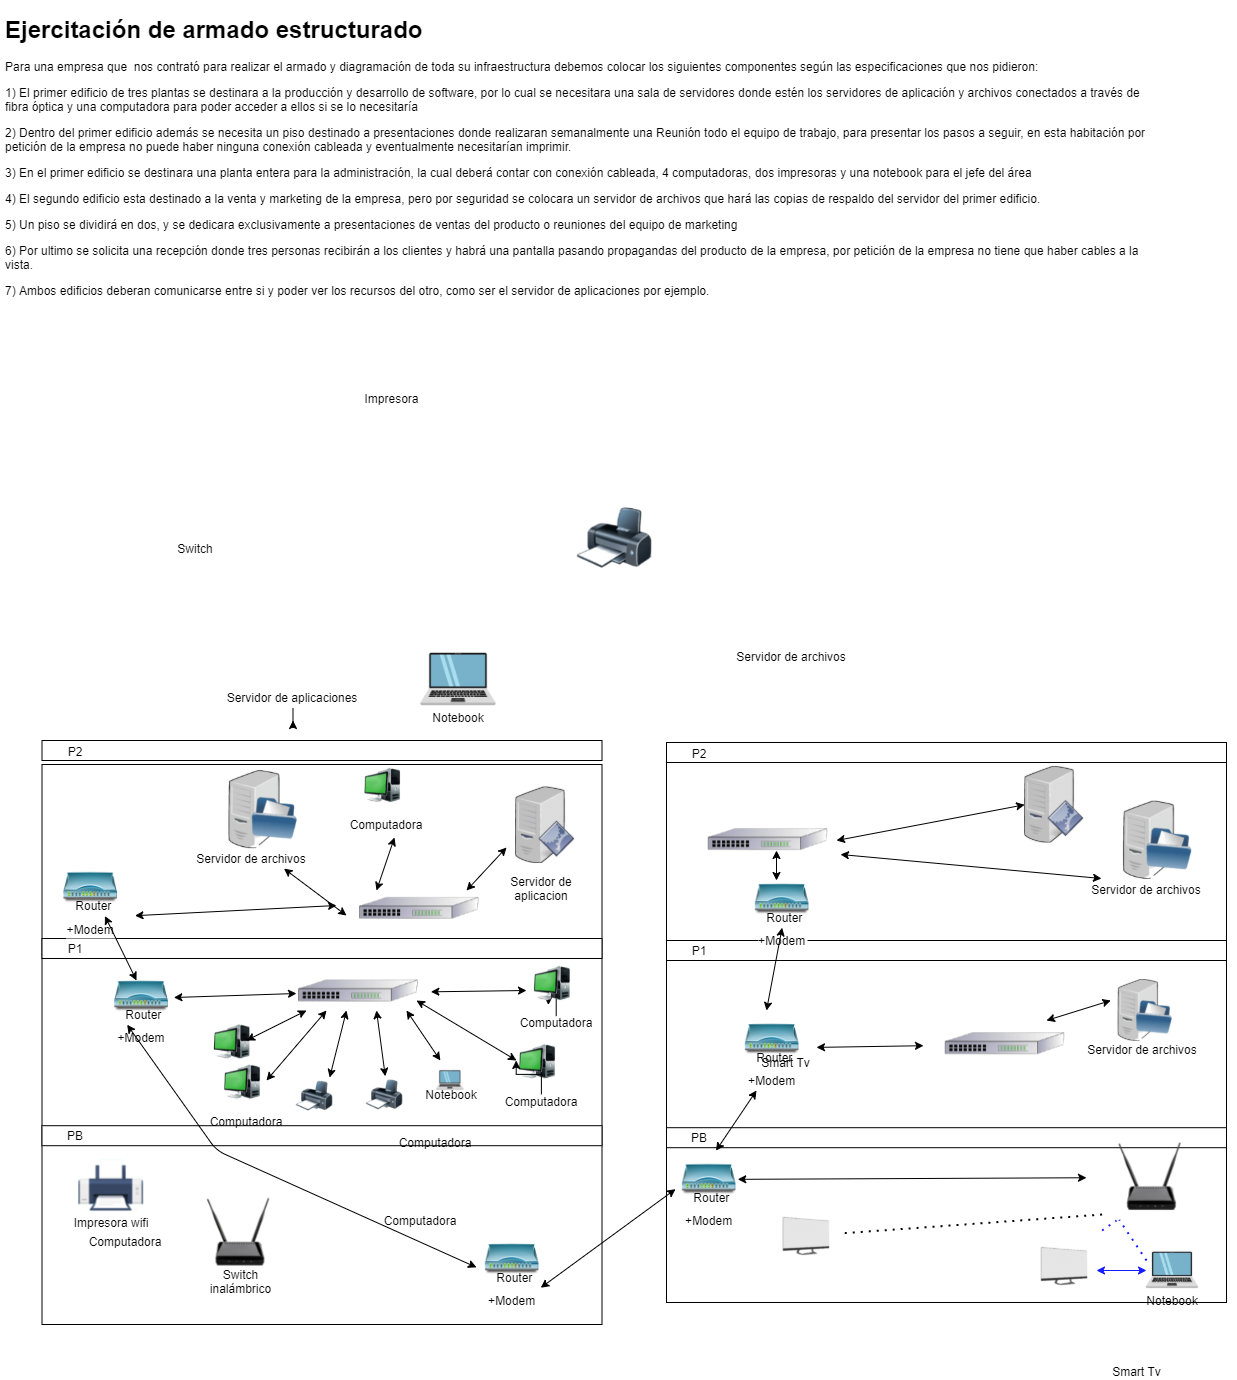 Ejercitación de armado estructurado
Para una empresa que  nos contrató para realizar el armado y diagramación de toda su infraestructura debemos colocar los siguientes componentes según las especificaciones que nos pidieron:
1) El primer edificio de tres plantas se destinara a la producción y desarrollo de software, por lo cual se necesitara una sala de servidores donde estén los servidores de aplicación y archivos conectados a través de
fibra óptica y una computadora para poder acceder a ellos si se lo necesitaría
2) Dentro del primer edificio además se necesita un piso destinado a presentaciones donde realizaran semanalmente una Reunión todo el equipo de trabajo, para presentar los pasos a seguir, en esta habitación por
petición de la empresa no puede haber ninguna conexión cableada y eventualmente necesitarían imprimir.
3) En el primer edificio se destinara una planta entera para la administración, la cual deberá contar con conexión cableada, 4 computadoras, dos impresoras y una notebook para el jefe del área
4) El segundo edificio esta destinado a la venta y marketing de la empresa, pero por seguridad se colocara un servidor de archivos que hará las copias de respaldo del servidor del primer edificio.
5) Un piso se dividirá en dos, y se dedicara exclusivamente a presentaciones de ventas del producto o reuniones del equipo de marketing
6) Por ultimo se solicita una recepción donde tres personas recibirán a los clientes y habrá una pantalla pasando propagandas del producto de la empresa, por petición de la empresa no tiene que haber cables a la
vista.
7) Ambos edificios deberan comunicarse entre si y poder ver los recursos del otro, como ser el servidor de aplicaciones por ejemplo.
Impresora
Switch
Servidor de archivos
Servidor de aplicaciones
Notebook
P2
Computadora
Servidor de archivos
Servidor de
aplicacion
Router
+Modem
P1
Router
+Modem
Computadora
Notebook
Computadora
Computadora
PB
Computadora
Impresora wifi
Computadora
Computadora
Switch
inalámbrico
Router
+Modem
P2
Servidor de archivos
Router
+Modem
P1
Servidor de archivos
Router
Smart Tv
+Modem
PB
Router
+Modem
Notebook
Smart Tv